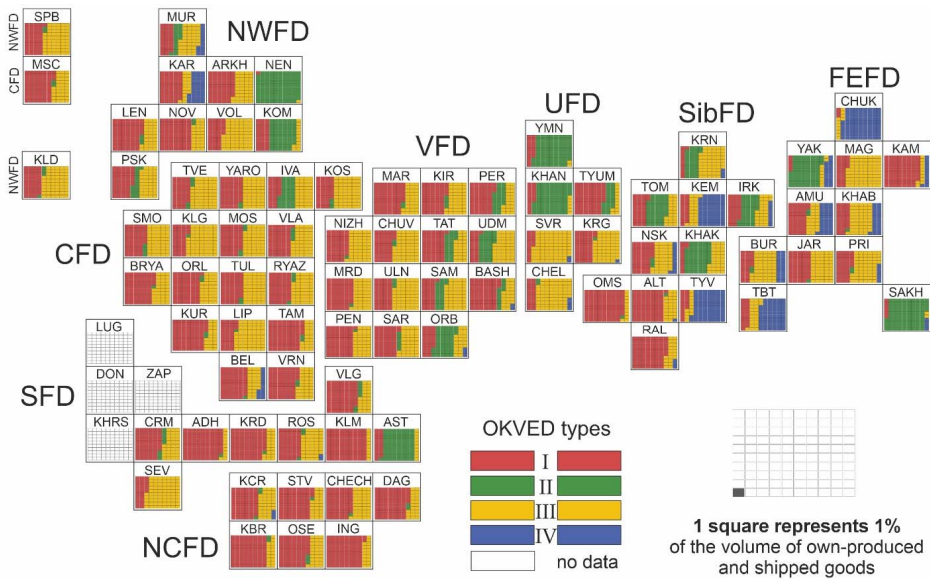 SPB MUR NWFD
NWFD
MSC KAR ARKH NEN FEFD
CFD
UFD SibFD CHUK
LEN NOV VOL KOM
VFD YMN KRN YAK MAG KAM
KLD PSK
NWFD
TVE YARO IVA KOS MAR KIR PER KHAN TYUM TOM KEM IRK AMU KHAB
CFD SMO KLG MOS VLA NIZH CHUV TAT UDM SVR KRG NSK KHAK BUR JAR PRI
BRYA ORL TUL RYAZ MRD ULN SAM BASH CHEL OMS ALT TYV TBT SAKH
KUR LIP TAM PEN SAR ORB RAL
LUG
BEL VRN VLG
DON ZAP
SFD
KHRS CRM ADH KRD ROS KLM AST
SEV
KCR STV CHECH DAG
NCFD KBR OSE ING
OKVED types
I
II
III
IV
no data
1 square represents 1%
of the volume of own-produced
and shipped goods